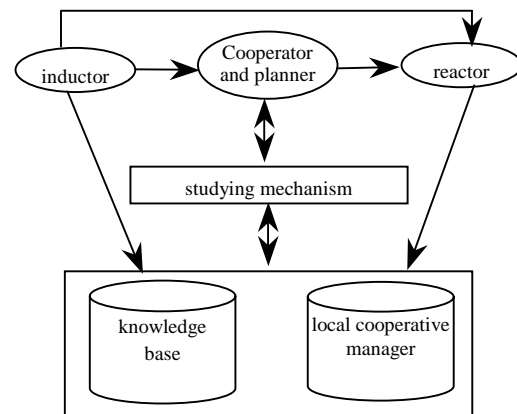 inductor
Cooperator
and planner
reactor
studying mechanism
knowledge
base
local cooperative
manager